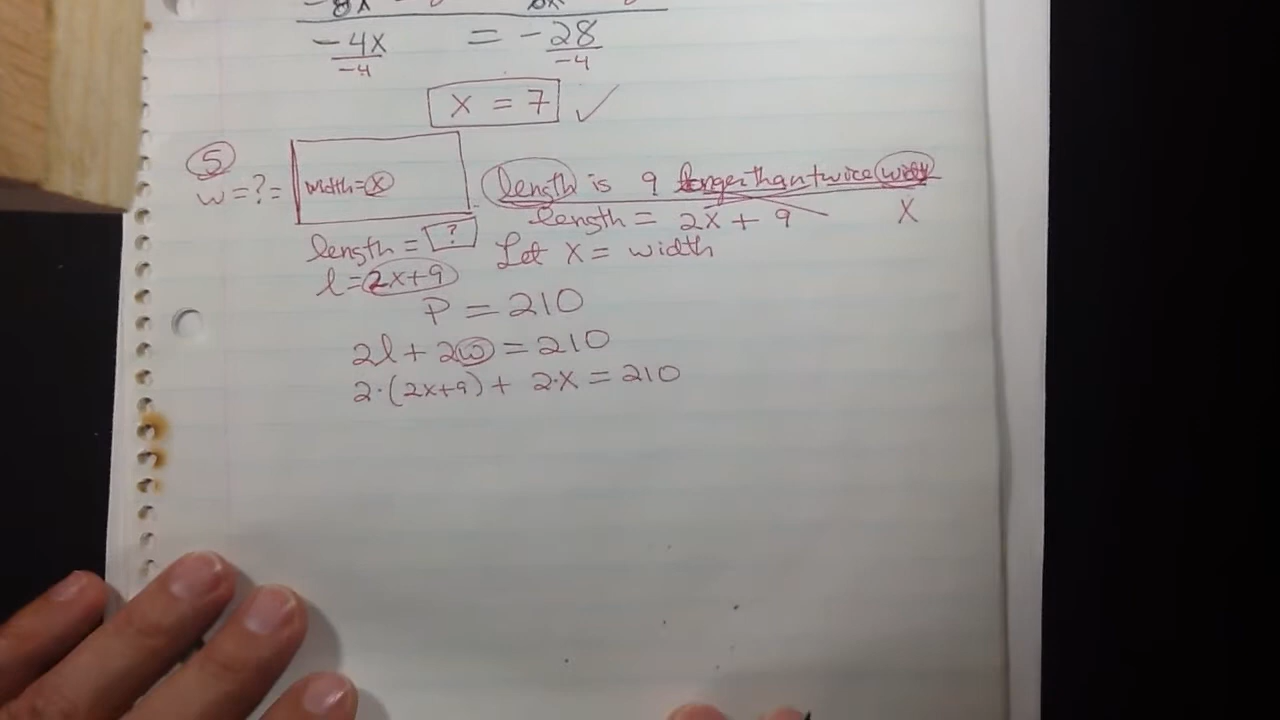 -8x
-4x = -28
-4 -4
x = 7 ✓
5
w=?= width=x length is 9 longer than twice width
length = 2x + 9 x
length = ? Let x = width
l=2x+9
P = 210
2l + 2w = 210
2·(2x+9) + 2·x = 210